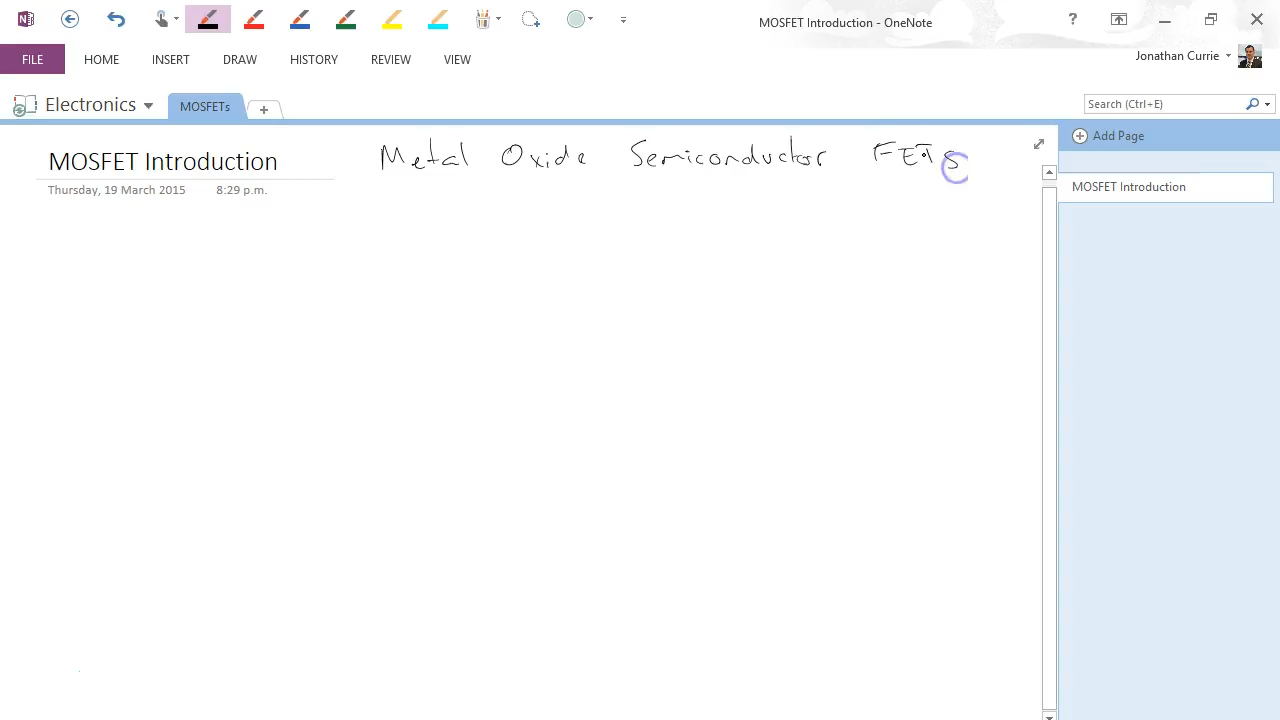 MOSFET Introduction - OneNote
?
Jonathan Currie
FILE HOME INSERT DRAW HISTORY REVIEW VIEW
Electronics MOSFETs +
Search (Ctrl+E)
Add Page
MOSFET Introduction
Metal Oxide Semiconductor FETs
MOSFET Introduction
Thursday, 19 March 2015 8:29 p.m.